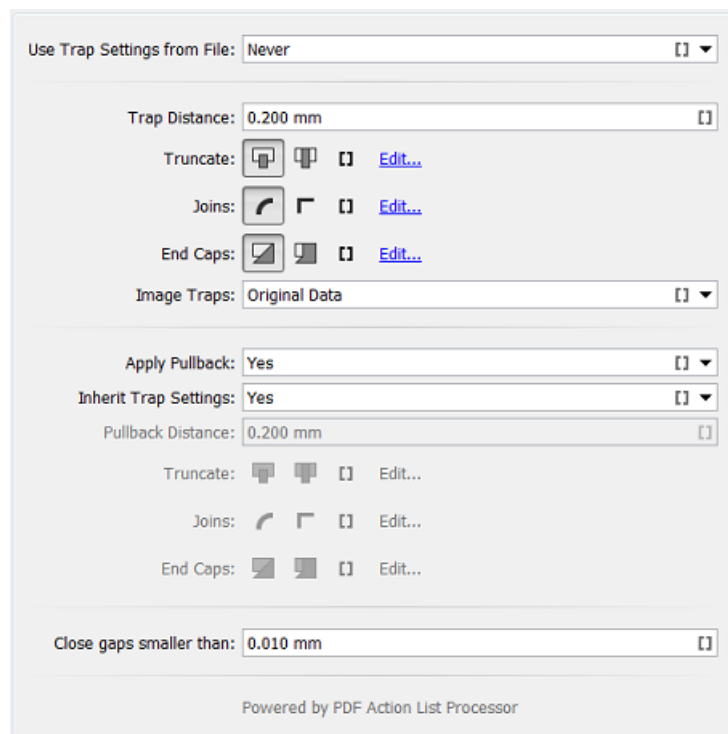 Use Trap Settings from File: Never []
Trap Distance: 0.200 mm []
Truncate: [] Edit...
Joins: [] Edit...
End Caps: [] Edit...
Image Traps: Original Data []
Apply Pullback: Yes []
Inherit Trap Settings: Yes []
Pullback Distance: 0.200 mm []
Truncate: [] Edit...
Joins: [] Edit...
End Caps: [] Edit...
Close gaps smaller than: 0.010 mm []
Powered by PDF Action List Processor